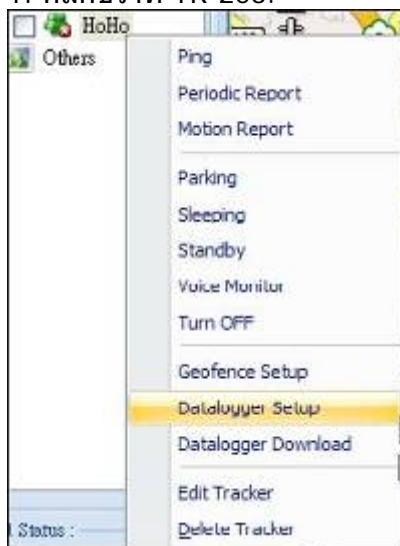 HoHo
Others
Ping
Periodic Report
Motion Report
Parking
Sleeping
Standby
Voice Monitor
Turn OFF
Geofence Setup
Datalogger Setup
Datalogger Download
Edit Tracker
Delete Tracker
Status :